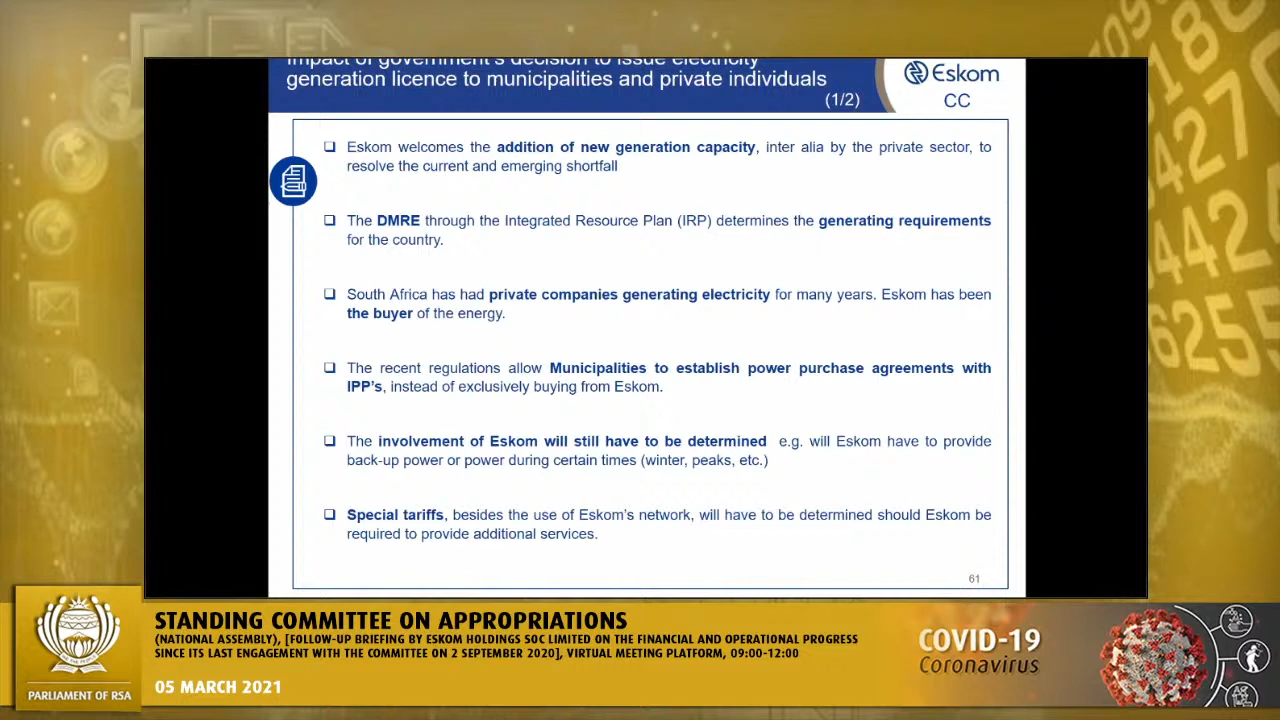 Impact of government's decision to issue electricity
generation licence to municipalities and private individuals
(1/2)
Eskom
CC
Eskom welcomes the addition of new generation capacity, inter alia by the private sector, to
resolve the current and emerging shortfall
The DMRE through the Integrated Resource Plan (IRP) determines the generating requirements
for the country.
South Africa has had private companies generating electricity for many years. Eskom has been
the buyer of the energy.
The recent regulations allow Municipalities to establish power purchase agreements with
IPP's, instead of exclusively buying from Eskom.
The involvement of Eskom will still have to be determined e.g. will Eskom have to provide
back-up power or power during certain times (winter, peaks, etc.)
Special tariffs, besides the use of Eskom's network, will have to be determined should Eskom be
required to provide additional services.
61
STANDING COMMITTEE ON APPROPRIATIONS
(NATIONAL ASSEMBLY), [FOLLOW-UP BRIEFING BY ESKOM HOLDINGS SOC LIMITED ON THE FINANCIAL AND OPERATIONAL PROGRESS
SINCE ITS LAST ENGAGEMENT WITH THE COMMITTEE ON 2 SEPTEMBER 2020], VIRTUAL MEETING PLATFORM, 09:00-12:00
05 MARCH 2021
PARLIAMENT OF RSA
COVID-19
Coronavirus